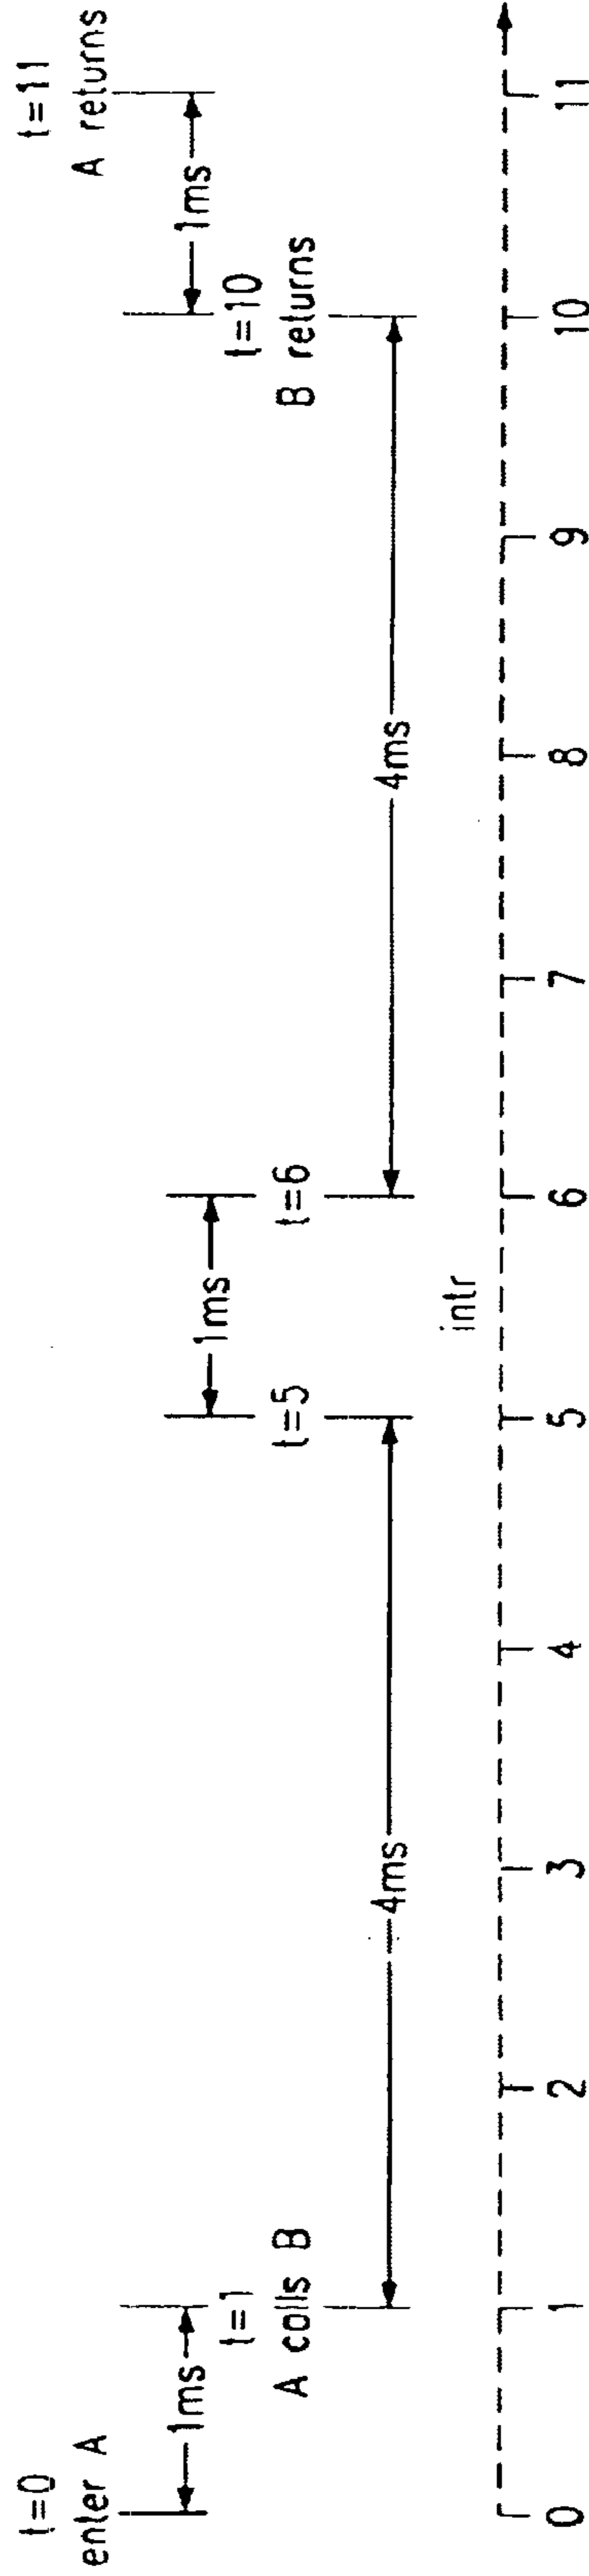 t=0
enter A
1ms
t=1
A calls B
4ms
t=5
1ms
t=6
intr
4ms
t=10
B returns
1ms
t=11
A returns
0 1 2 3 4 5 6 7 8 9 10 11